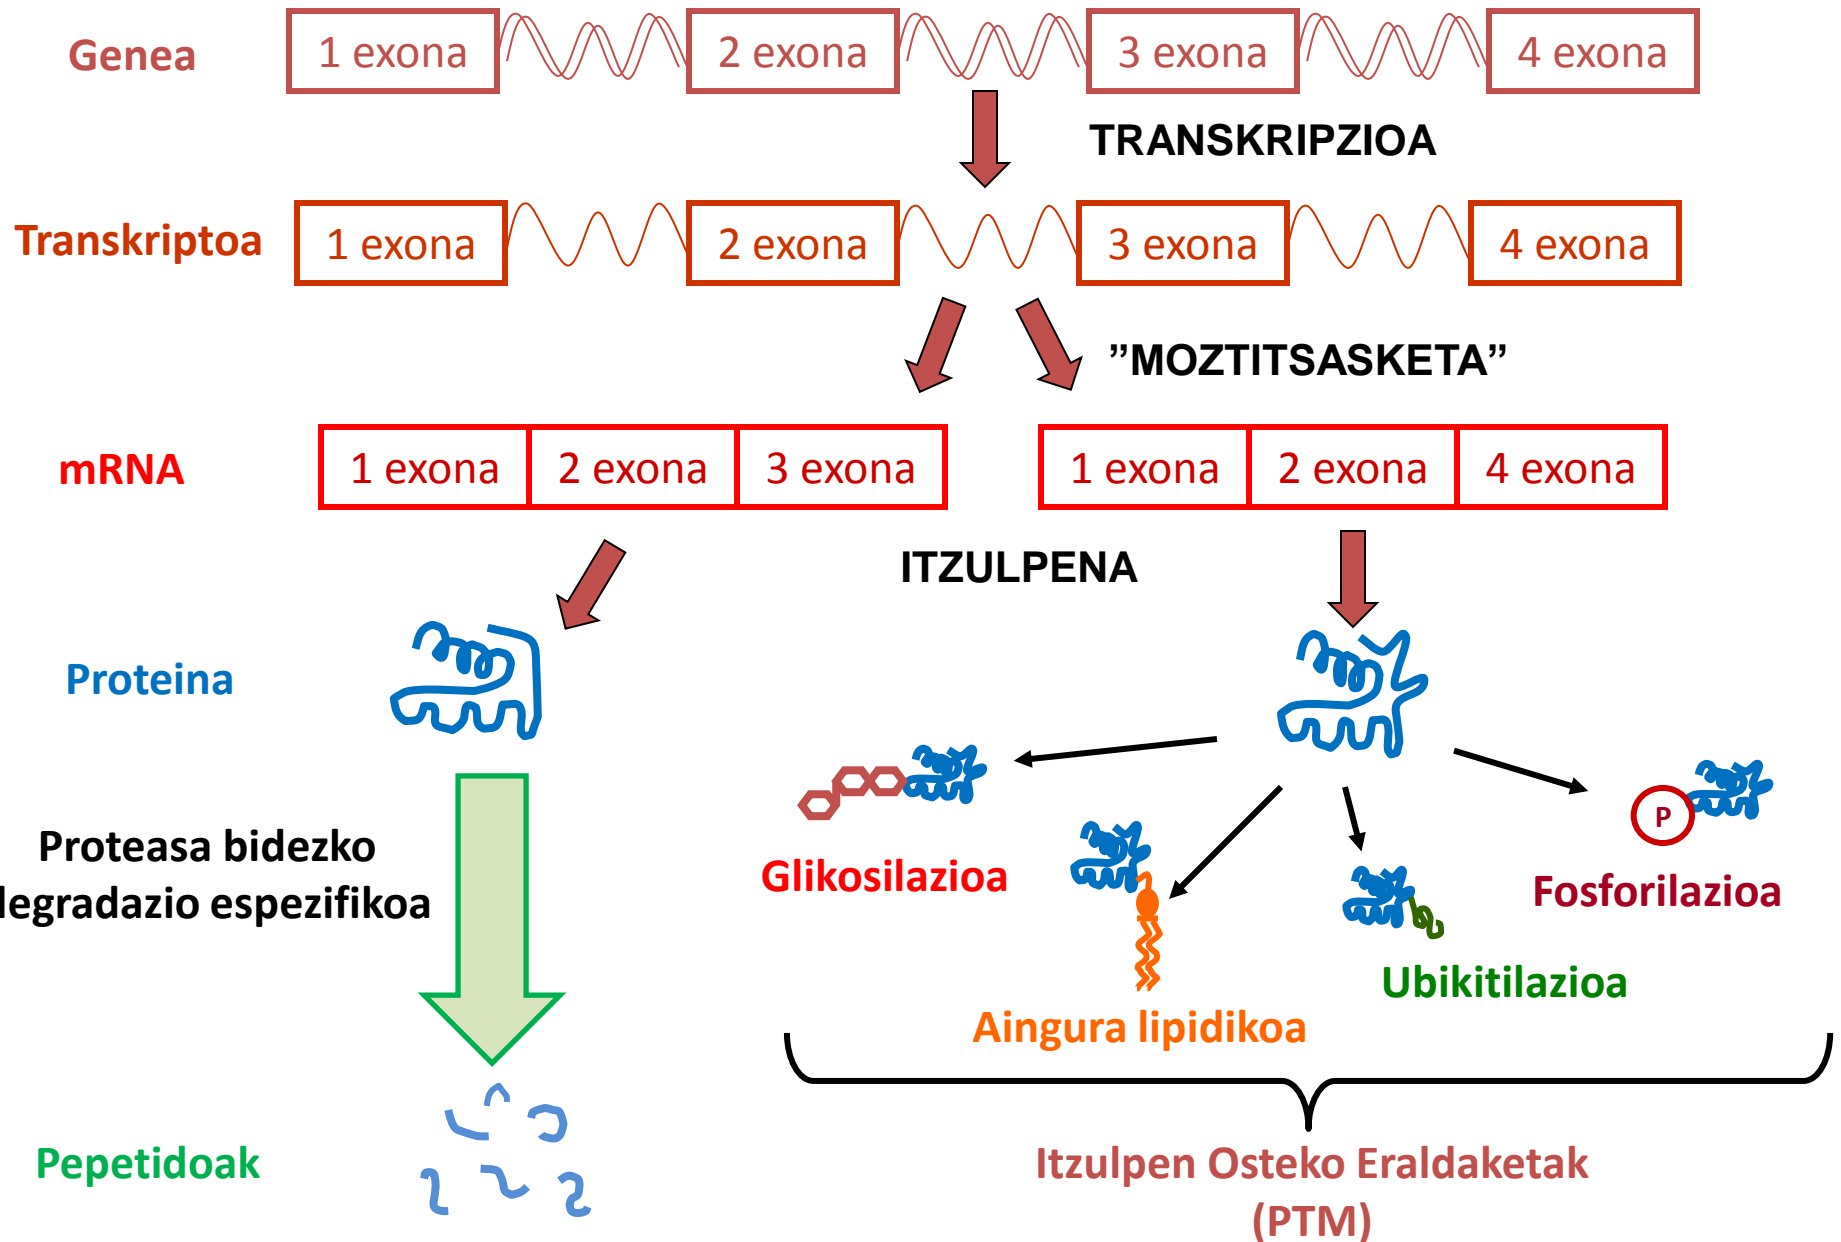 Genea
1 exona
2 exona
3 exona
4 exona
TRANSKRIPZIOA
Transkriptoa
1 exona
2 exona
3 exona
4 exona
”MOZTITSASKETA”
mRNA
1 exona
2 exona
3 exona
1 exona
2 exona
4 exona
ITZULPENA
Proteina
Proteasa bidezko
degradazio espezifikoa
P
Glikosilazioa
Fosforilazioa
Ubikitilazioa
Aingura lipidikoa
Pepetidoak
Itzulpen Osteko Eraldaketak
(PTM)